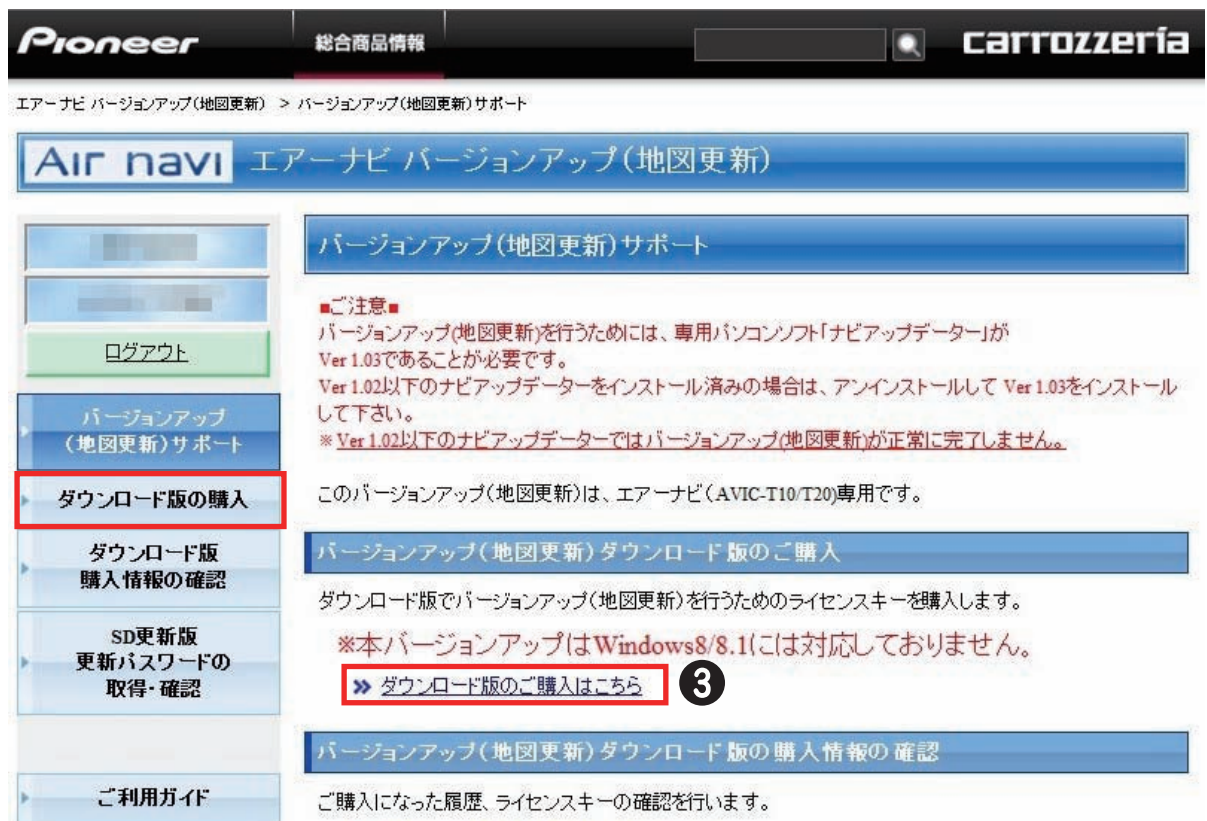 Pioneer
総合商品情報
carrozzeria
エアーナビ バージョンアップ(地図更新) > バージョンアップ(地図更新)サポート
Air navi エアーナビ バージョンアップ(地図更新)
ログアウト
バージョンアップ
(地図更新)サポート
ダウンロード版の購入
ダウンロード版
購入情報の確認
SD更新版
更新パスワードの
取得・確認
ご利用ガイド
バージョンアップ(地図更新)サポート
■ご注意■
バージョンアップ(地図更新)を行うためには、専用パソコンソフト「ナビアップデーター」が
Ver 1.03であることが必要です。
Ver 1.02以下のナビアップデーターをインストール済みの場合は、アンインストールして Ver 1.03をインストール
して下さい。
※Ver 1.02以下のナビアップデーターではバージョンアップ(地図更新)が正常に完了しません。
このバージョンアップ(地図更新)は、エアーナビ(AVIC-T10/T20)専用です。
バージョンアップ(地図更新)ダウンロード版のご購入
ダウンロード版でバージョンアップ(地図更新)を行うためのライセンスキーを購入します。
※本バージョンアップはWindows8/8.1には対応しておりません。
» ダウンロード版のご購入はこちら 3
バージョンアップ(地図更新)ダウンロード版の購入情報の確認
ご購入になった履歴、ライセンスキーの確認を行います。